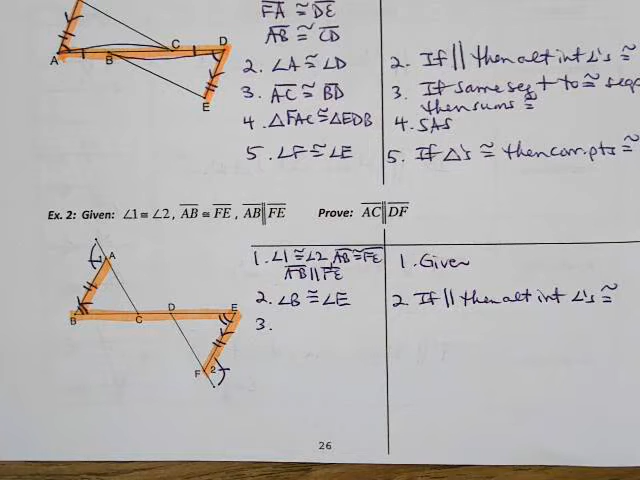 FA ≅ DE
AB ≅ CD
A B C D E
2. ∠A ≅ ∠D 2. If || then alt int ∠'s ≅
3. AC ≅ BD 3. If same seg + to ≅ segs
then sums ≅
4. △FAC ≅ △EDB 4. SAS
5. ∠F ≅ ∠E 5. If △'s ≅ then corr. pts ≅
Ex. 2: Given: ∠1 ≅ ∠2, AB ≅ FE, AB || FE Prove: AC || DF
1. ∠1 ≅ ∠2, AB ≅ FE 1. Given
AB || FE
2. ∠B ≅ ∠E 2. If || then alt int ∠'s ≅
3.
A
B C D E
F 2
26